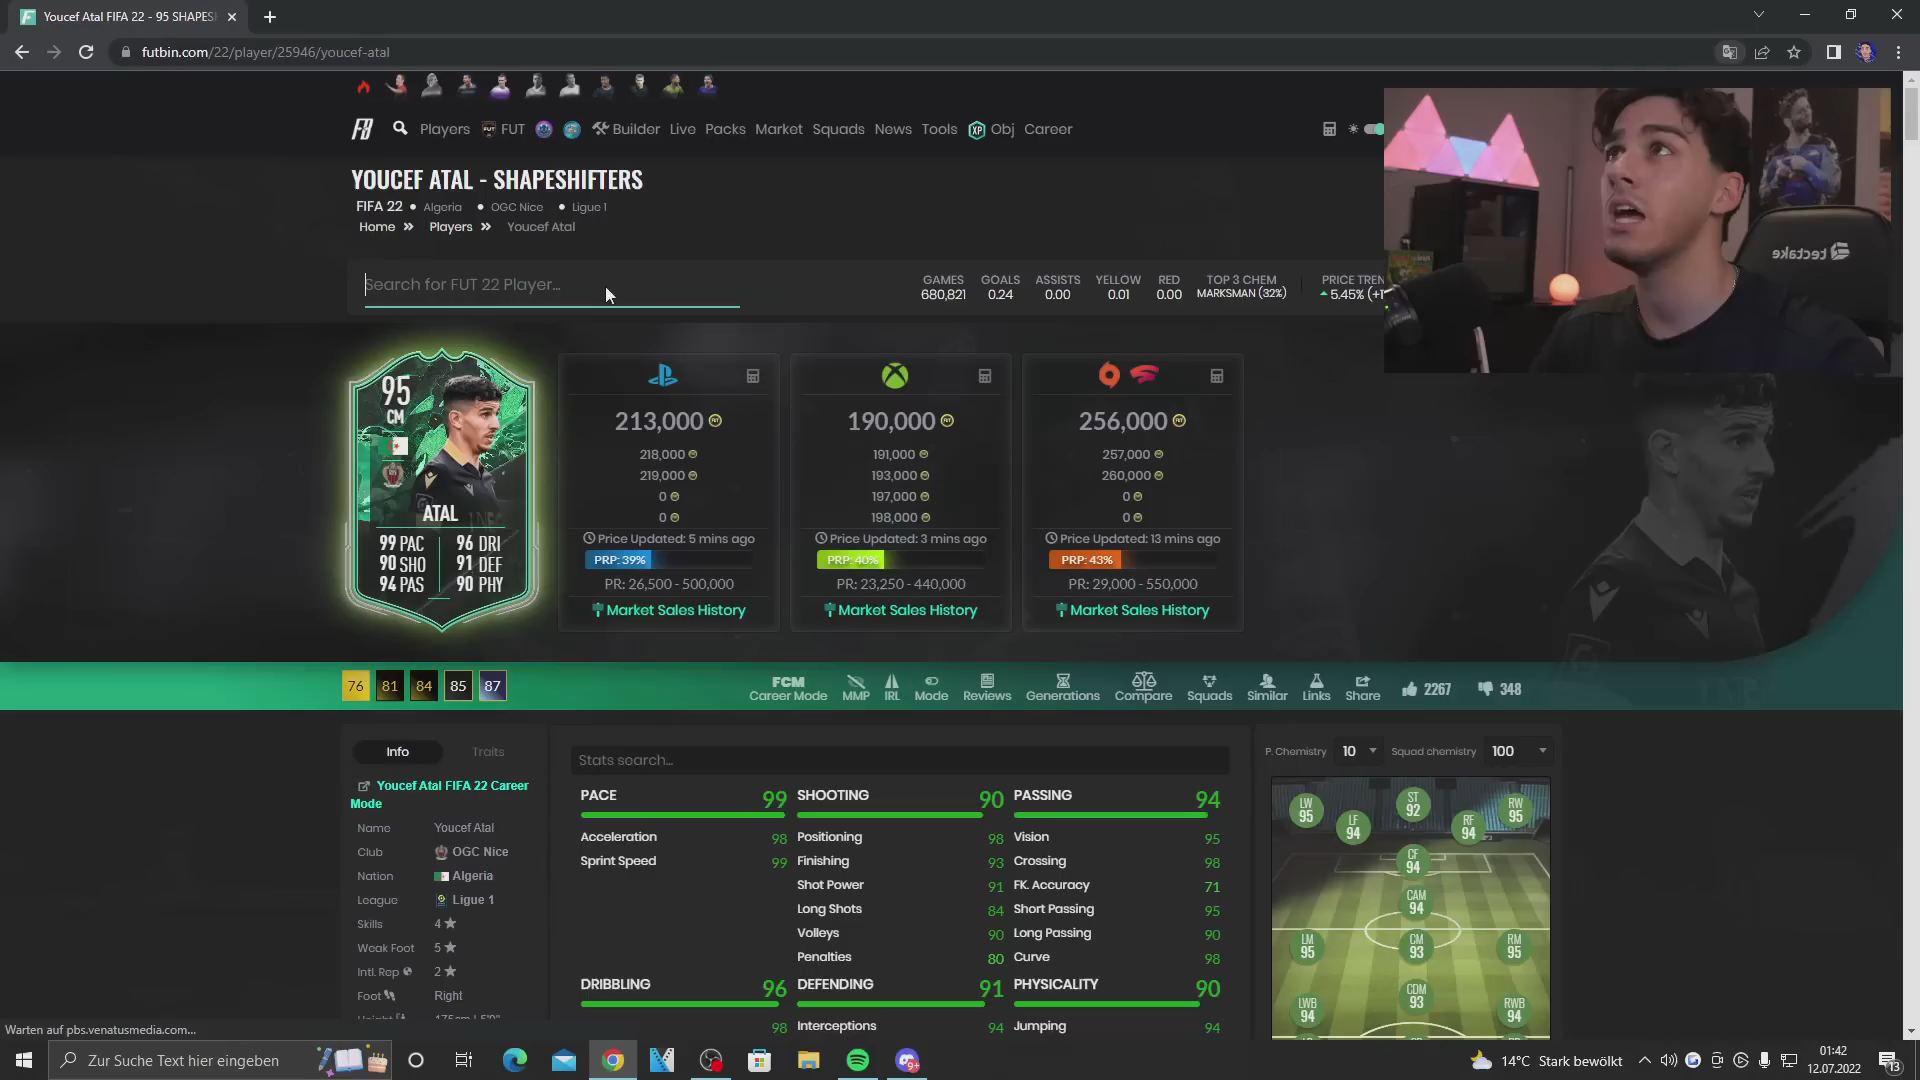 Youcef Atal FIFA 22 - 95 SHAPES
futbin.com/22/player/25946/youcef-atal
Players FUT Builder Live Packs Market Squads News Tools XP Obj Career
YOUCEF ATAL - SHAPESHIFTERS
FIFA 22 • Algeria • OGC Nice • Ligue 1
Home » Players » Youcef Atal
Search for FUT 22 Player...
GAMES GOALS ASSISTS YELLOW RED TOP 3 CHEM PRICE TREN
680,821 0.24 0.00 0.01 0.00 MARKSMAN (32%) 5.45% (+1
tectake
95
CM
ATAL
99 PAC 96 DRI
90 SHO 91 DEF
94 PAS 90 PHY
213,000
218,000
219,000
0
0
Price Updated: 5 mins ago
PRP: 39%
PR: 26,500 - 500,000
Market Sales History
190,000
191,000
193,000
197,000
198,000
Price Updated: 3 mins ago
PRP: 40%
PR: 23,250 - 440,000
Market Sales History
256,000
257,000
260,000
0
0
Price Updated: 13 mins ago
PRP: 43%
PR: 29,000 - 550,000
Market Sales History
76 81 84 85 87
FCM
Career Mode MMP IRL Mode Reviews Generations Compare Squads Similar Links Share 2267 348
Info Traits
Youcef Atal FIFA 22 Career
Mode
Name Youcef Atal
Club OGC Nice
Nation Algeria
League Ligue 1
Skills 4
Weak Foot 5
Intl. Rep 2
Foot Right
Stats search...
PACE 99
Acceleration 98
Sprint Speed 99
SHOOTING 90
Positioning 98
Finishing 93
Shot Power 91
Long Shots 84
Volleys 90
Penalties 80
PASSING 94
Vision 95
Crossing 98
FK. Accuracy 71
Short Passing 95
Long Passing 90
Curve 98
DRIBBLING 96
98
DEFENDING 91
Interceptions 94
PHYSICALITY 90
Jumping 94
P. Chemistry 10 Squad chemistry 100
LW 95
ST 92
RW 95
LF 94
RF 94
CF 94
CAM 94
LM 95
CM 93
RM 95
CDM 93
LWB 94
RWB 94
Warten auf pbs.venatusmedia.com...
Zur Suche Text hier eingeben
9+
14°C Stark bewölkt
01:42
12.07.2022
13